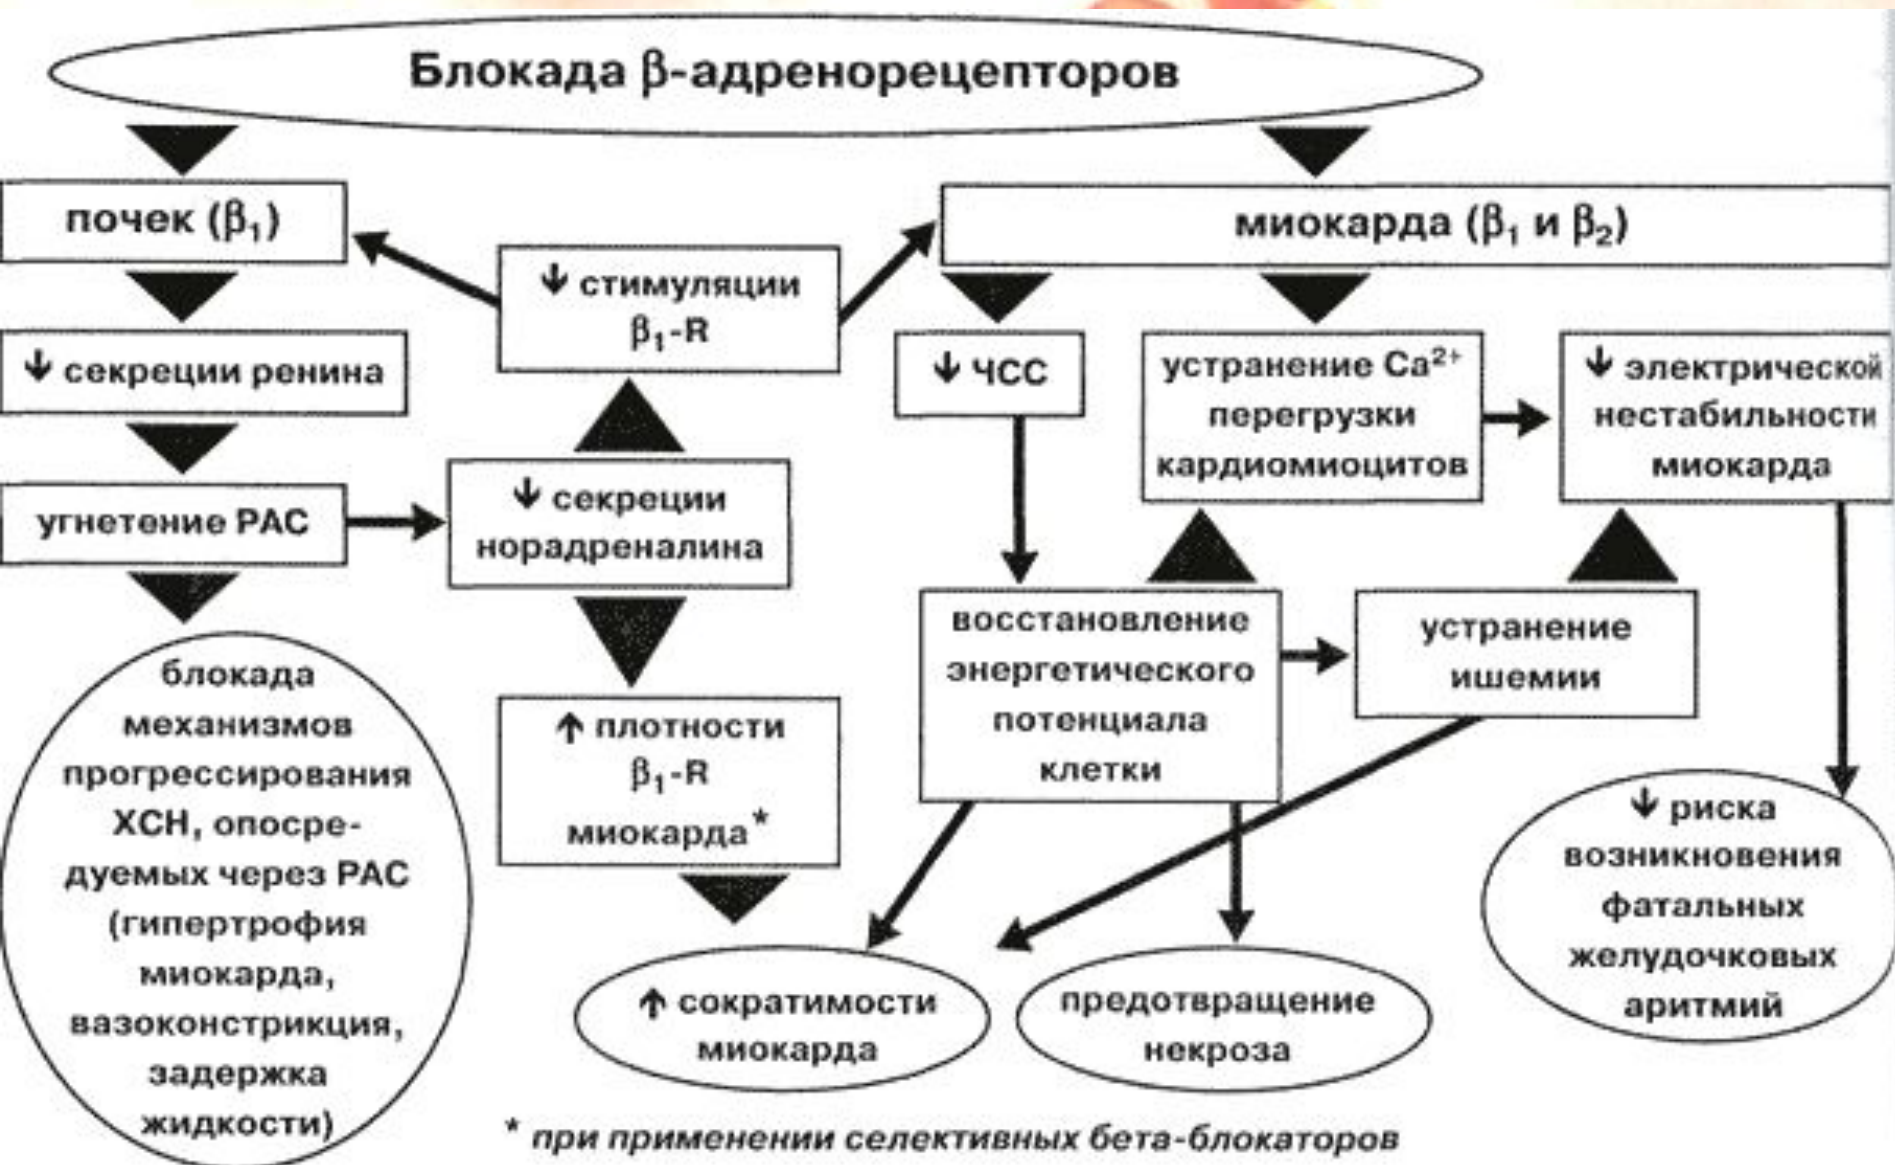 Блокада β-адренорецепторов
почек (β₁)
миокарда (β₁ и β₂)
↓ стимуляции
β₁-R
↓ секреции ренина
↓ ЧСС
устранение Ca²⁺
перегрузки
кардиомиоцитов
↓ электрической
нестабильности
миокарда
угнетение РАС
↓ секреции
норадреналина
блокада
механизмов
прогрессирования
ХСН, опосре-
дуемых через РАС
(гипертрофия
миокарда,
вазоконстрикция,
задержка
жидкости)
↑ плотности
β₁-R
миокарда*
восстановление
энергетического
потенциала
клетки
устранение
ишемии
↓ риска
возникновения
фатальных
желудочковых
аритмий
↑ сократимости
миокарда
предотвращение
некроза
* при применении селективных бета-блокаторов